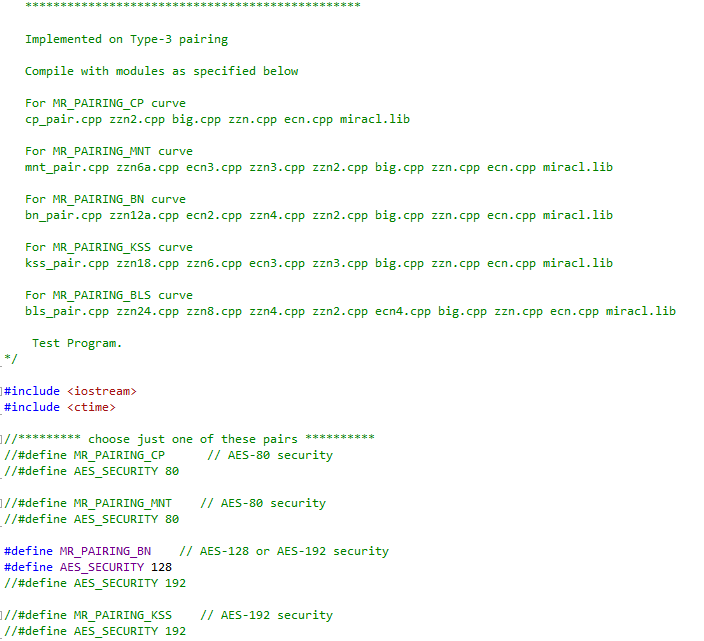 ************************************************
Implemented on Type-3 pairing
Compile with modules as specified below
For MR_PAIRING_CP curve
cp_pair.cpp zzn2.cpp big.cpp zzn.cpp ecn.cpp miracl.lib
For MR_PAIRING_MNT curve
mnt_pair.cpp zzn6a.cpp ecn3.cpp zzn3.cpp zzn2.cpp big.cpp zzn.cpp ecn.cpp miracl.lib
For MR_PAIRING_BN curve
bn_pair.cpp zzn12a.cpp ecn2.cpp zzn4.cpp zzn2.cpp big.cpp zzn.cpp ecn.cpp miracl.lib
For MR_PAIRING_KSS curve
kss_pair.cpp zzn18.cpp zzn6.cpp ecn3.cpp zzn3.cpp big.cpp zzn.cpp ecn.cpp miracl.lib
For MR_PAIRING_BLS curve
bls_pair.cpp zzn24.cpp zzn8.cpp zzn4.cpp zzn2.cpp ecn4.cpp big.cpp zzn.cpp ecn.cpp miracl.lib
Test Program.
*/
#include <iostream>
#include <ctime>
//********* choose just one of these pairs **********
//#define MR_PAIRING_CP      // AES-80 security
//#define AES_SECURITY 80
//#define MR_PAIRING_MNT    // AES-80 security
//#define AES_SECURITY 80
#define MR_PAIRING_BN    // AES-128 or AES-192 security
#define AES_SECURITY 128
//#define AES_SECURITY 192
//#define MR_PAIRING_KSS    // AES-192 security
//#define AES_SECURITY 192